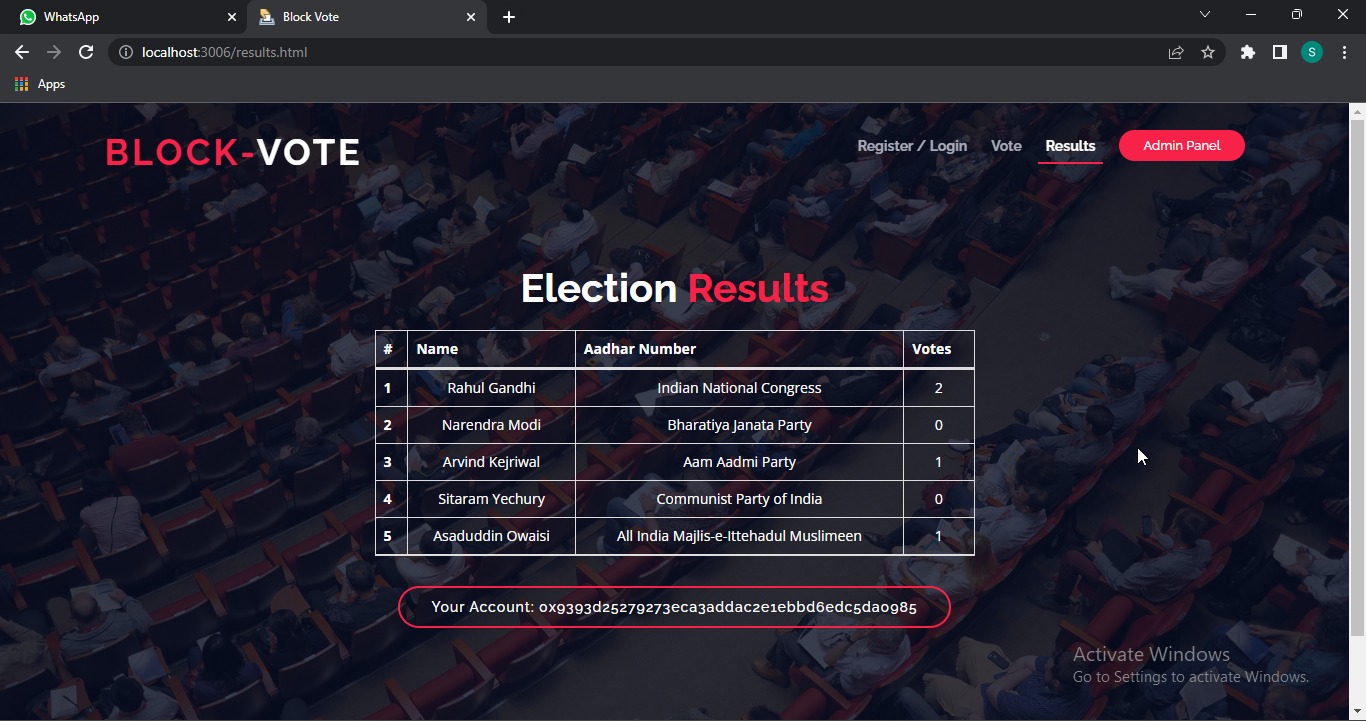 WhatsApp
Block Vote
localhost:3006/results.html
S
Apps
BLOCK-VOTE
Register / Login Vote Results Admin Panel
Election Results
# Name Aadhar Number Votes
1 Rahul Gandhi Indian National Congress 2
2 Narendra Modi Bharatiya Janata Party 0
3 Arvind Kejriwal Aam Aadmi Party 1
4 Sitaram Yechury Communist Party of India 0
5 Asaduddin Owaisi All India Majlis-e-Ittehadul Muslimeen 1
Your Account: 0x9393d25279273eca3addac2e1ebbd6edc5da0985
Activate Windows
Go to Settings to activate Windows.